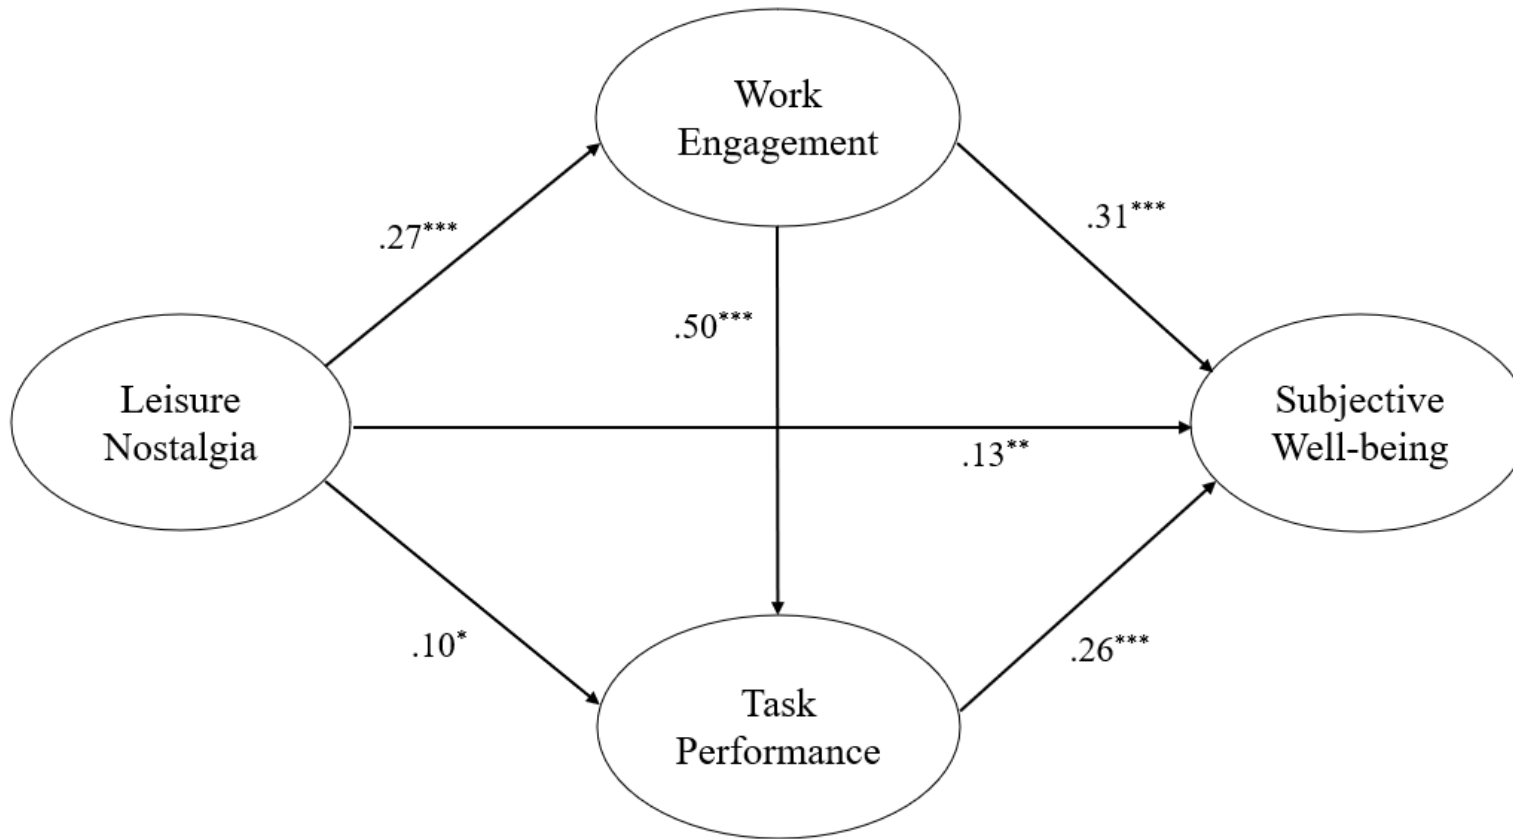 Work
Engagement
.27***
.31***
.50***
Leisure
Nostalgia
Subjective
Well-being
.13**
.10*
.26***
Task
Performance